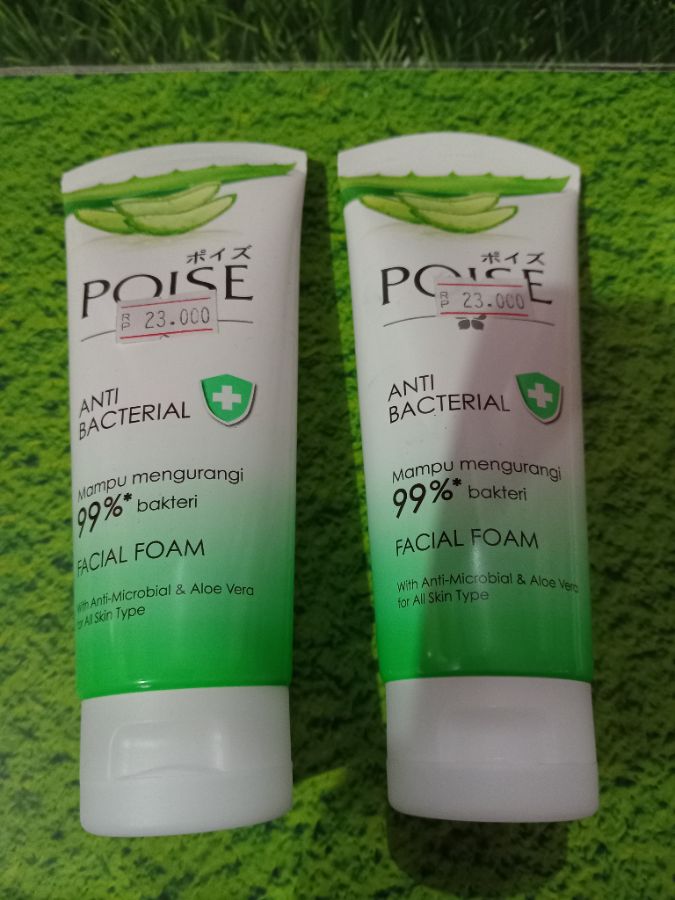 ポイズ
POISE
RP 23.000
ANTI
BACTERIAL
Mampu mengurangi
99%* bakteri
FACIAL FOAM
With Anti-Microbial & Aloe Vera
for All Skin Type
ポイズ
POISE
RP 23.000
ANTI
BACTERIAL
Mampu mengurangi
99%* bakteri
FACIAL FOAM
With Anti-Microbial & Aloe Vera
for All Skin Type